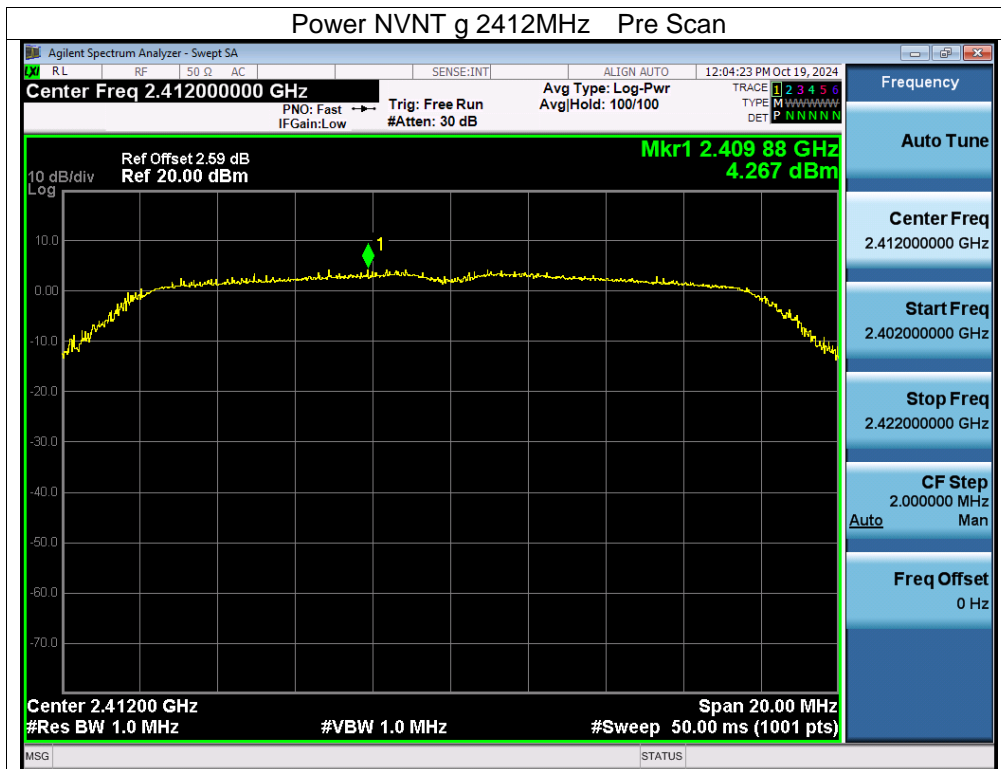 Power NVNT g 2412MHz    Pre Scan
Agilent Spectrum Analyzer - Swept SA
LXI RL RF 50 Ω AC SENSE:INT ALIGN AUTO 12:04:23 PM Oct 19, 2024
Center Freq 2.412000000 GHz
PNO: Fast
IFGain:Low
Trig: Free Run
#Atten: 30 dB
Avg Type: Log-Pwr
Avg|Hold: 100/100
TRACE 1 2 3 4 5 6
TYPE M WWWWW
DET P N N N N N
Frequency
Mkr1 2.409 88 GHz
4.267 dBm
Ref Offset 2.59 dB
10 dB/div Ref 20.00 dBm
Log
1
10.0
0.00
-10.0
-20.0
-30.0
-40.0
-50.0
-60.0
-70.0
Center 2.41200 GHz Span 20.00 MHz
#Res BW 1.0 MHz #VBW 1.0 MHz #Sweep 50.00 ms (1001 pts)
Auto Tune
Center Freq
2.412000000 GHz
Start Freq
2.402000000 GHz
Stop Freq
2.422000000 GHz
CF Step
2.000000 MHz
Auto Man
Freq Offset
0 Hz
MSG STATUS